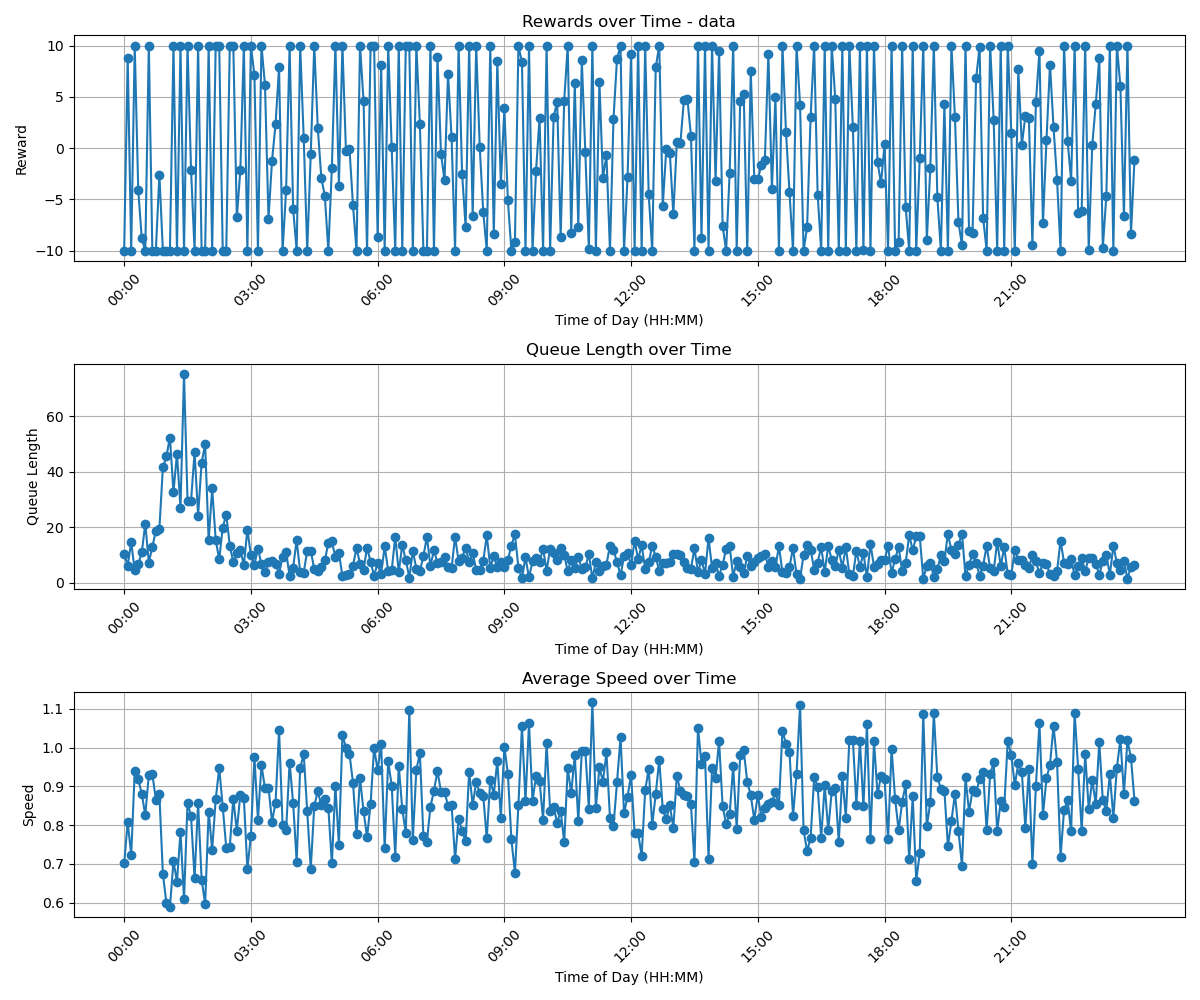 Rewards over Time - data
Reward
10
5
0
−5
−10
00:00 03:00 06:00 09:00 12:00 15:00 18:00 21:00
Time of Day (HH:MM)
Queue Length over Time
Queue Length
60
40
20
0
00:00 03:00 06:00 09:00 12:00 15:00 18:00 21:00
Time of Day (HH:MM)
Average Speed over Time
Speed
1.1
1.0
0.9
0.8
0.7
0.6
00:00 03:00 06:00 09:00 12:00 15:00 18:00 21:00
Time of Day (HH:MM)